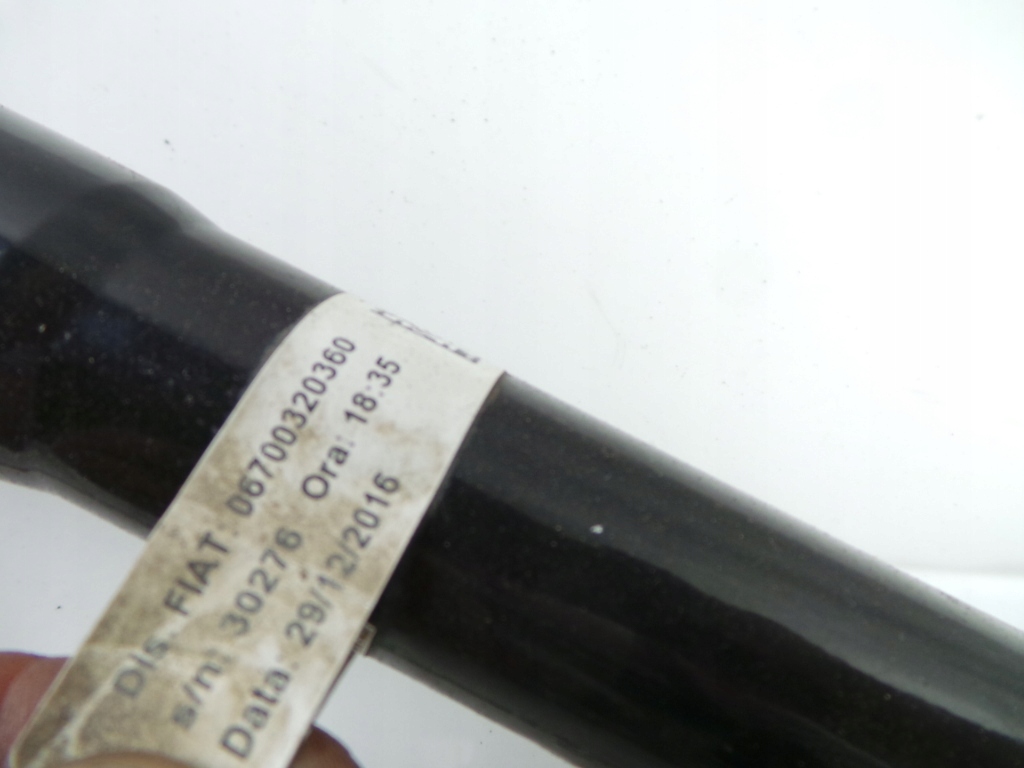 Dis. FIAT: 06700320360
s/n: 30276 Ora: 18:35
Data: 29/12/2016